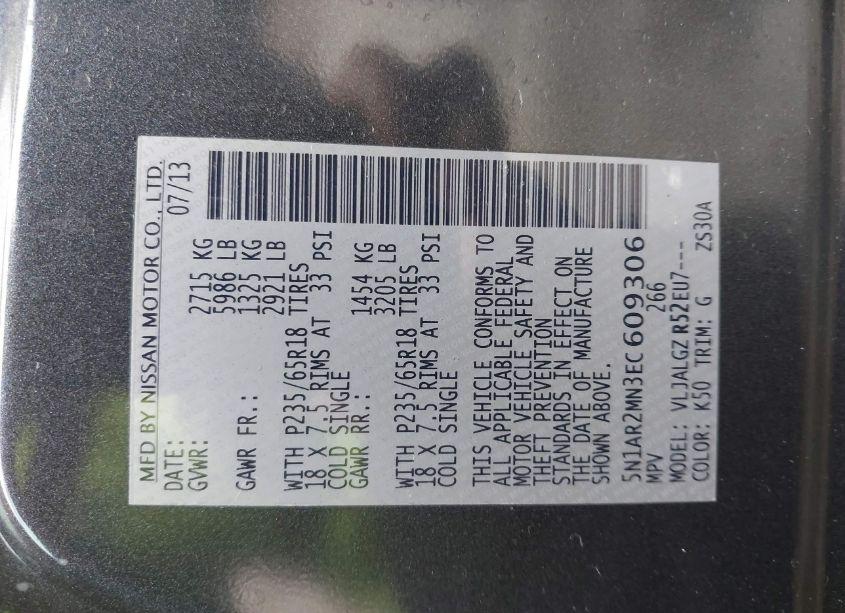 MFD BY NISSAN MOTOR CO., LTD.
DATE: 07/13
GVWR: 2715 KG
5986 LB
GAWR FR.: 1325 KG
2921 LB
WITH P235/65R18 TIRES
18 X 7.5 RIMS AT 33 PSI
COLD SINGLE
GAWR RR.: 1454 KG
3205 LB
WITH P235/65R18 TIRES
18 X 7.5 RIMS AT 33 PSI
COLD SINGLE
THIS VEHICLE CONFORMS TO
ALL APPLICABLE FEDERAL
MOTOR VEHICLE SAFETY AND
THEFT PREVENTION
STANDARDS IN EFFECT ON
THE DATE OF MANUFACTURE
SHOWN ABOVE.
5N1AR2MN3EC609306
MPV 266
MODEL: VLJALGZ R52EU7---
COLOR: K50 TRIM: G ZS30A